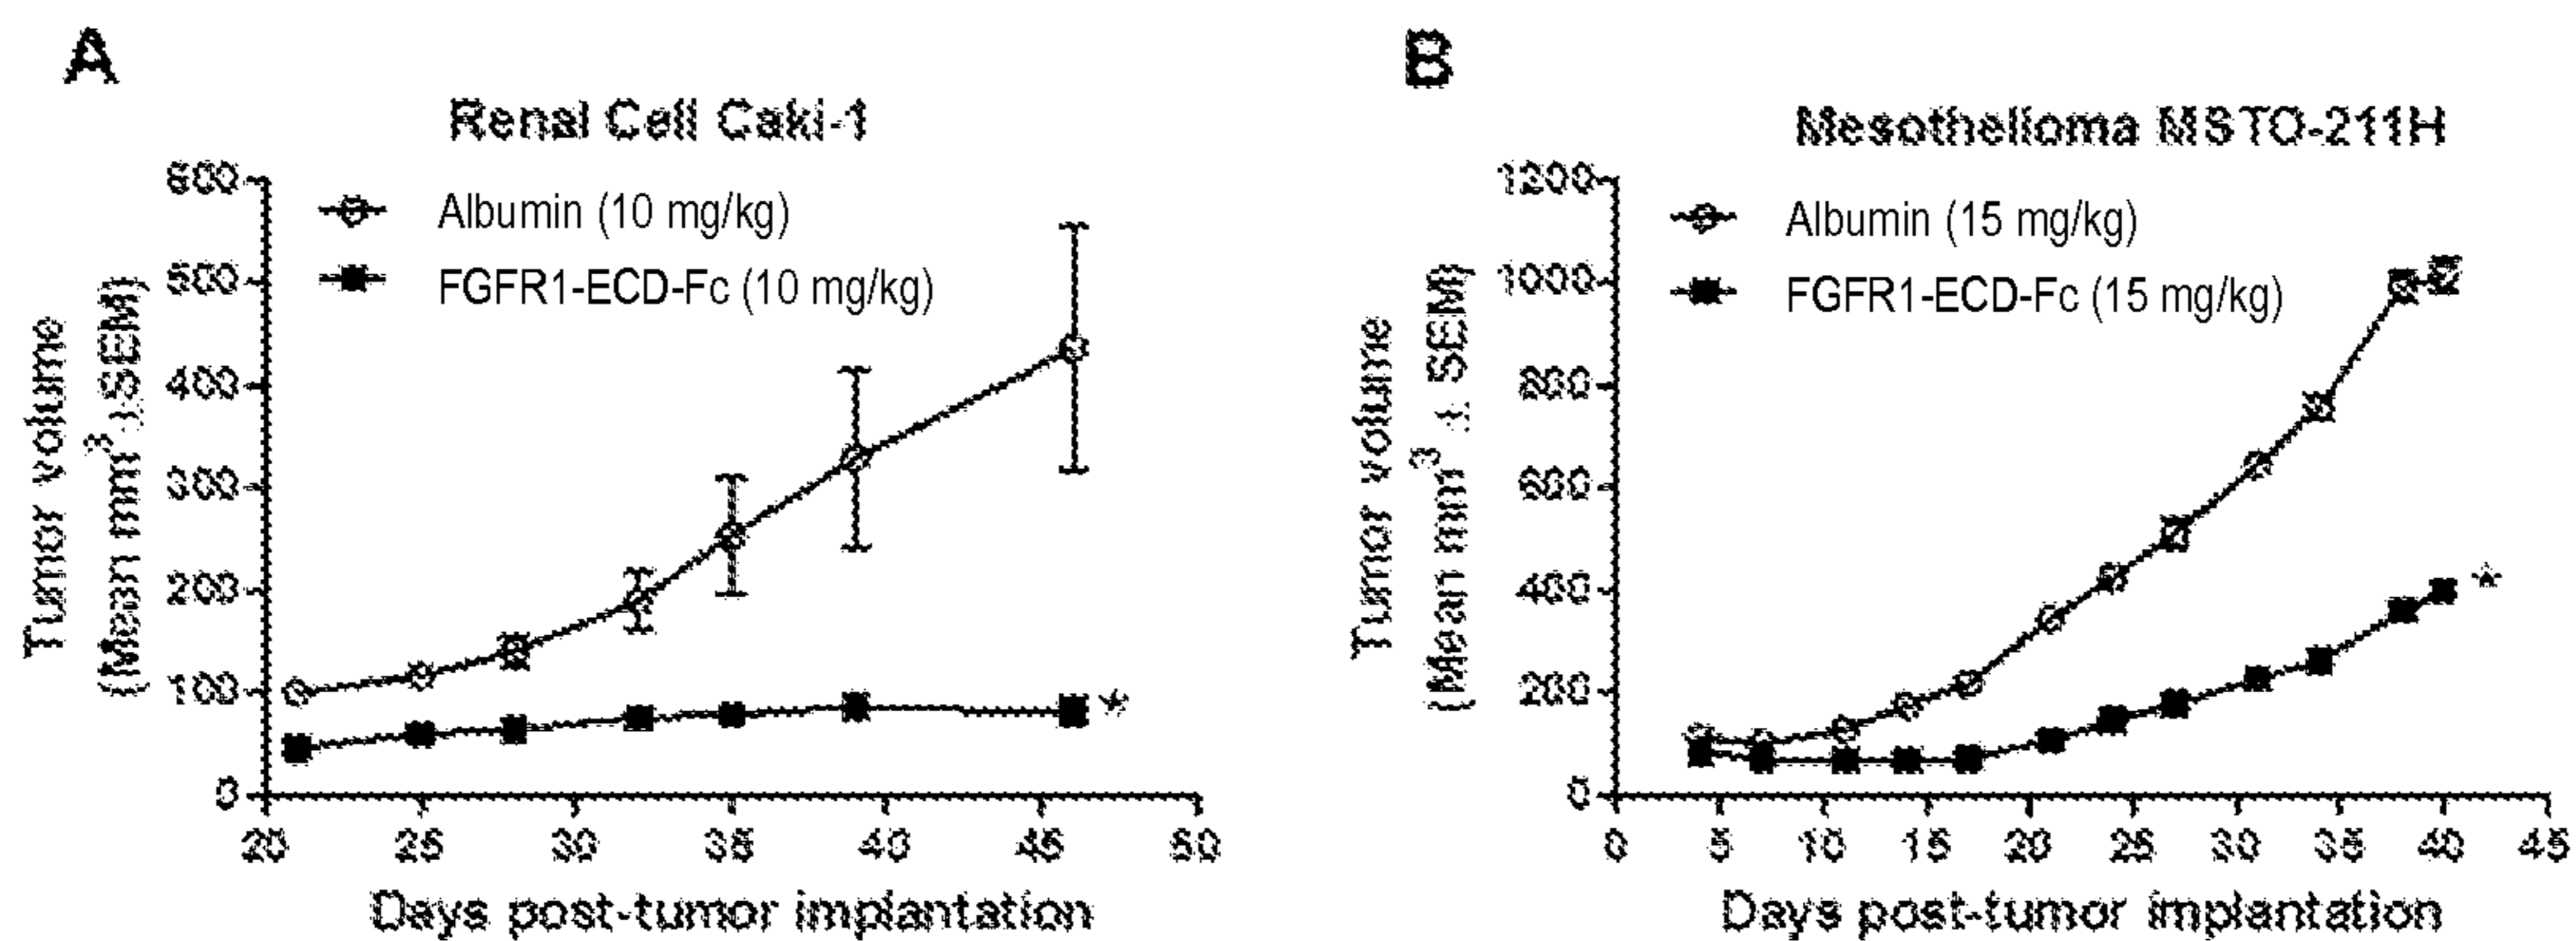 A
Renal Cell Caki-1
600
500
400
300
200
100
0
Albumin (10 mg/kg)
FGFR1-ECD-Fc (10 mg/kg)
*
Tumor volume
(Mean mm³ ± SEM)
20 25 30 35 40 45 50
Days post-tumor implantation
B
Mesothelioma MSTO-211H
1200
1000
800
600
400
200
0
Albumin (15 mg/kg)
FGFR1-ECD-Fc (15 mg/kg)
*
Tumor volume
(Mean mm³ ± SEM)
0 5 10 15 20 25 30 35 40 45
Days post-tumor implantation